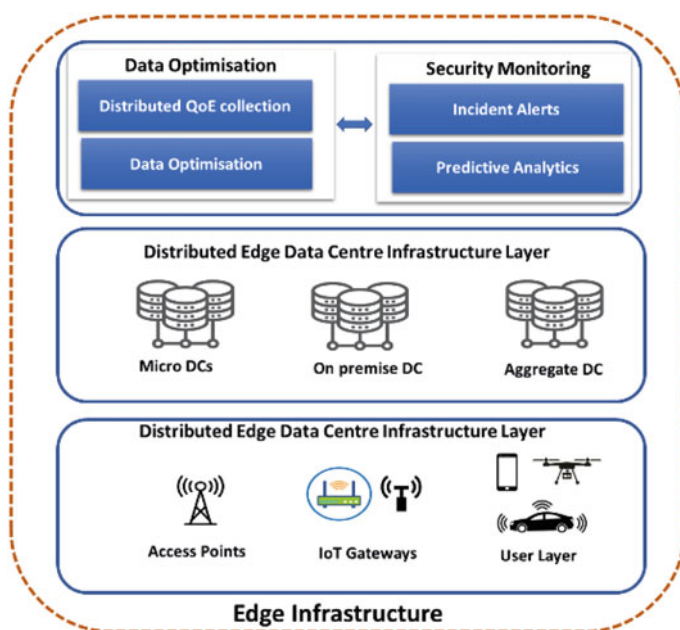 Data Optimisation
Distributed QoE collection
Data Optimisation
Security Monitoring
Incident Alerts
Predictive Analytics
Distributed Edge Data Centre Infrastructure Layer
Micro DCs
On premise DC
Aggregate DC
Distributed Edge Data Centre Infrastructure Layer
Access Points
IoT Gateways
User Layer
Edge Infrastructure